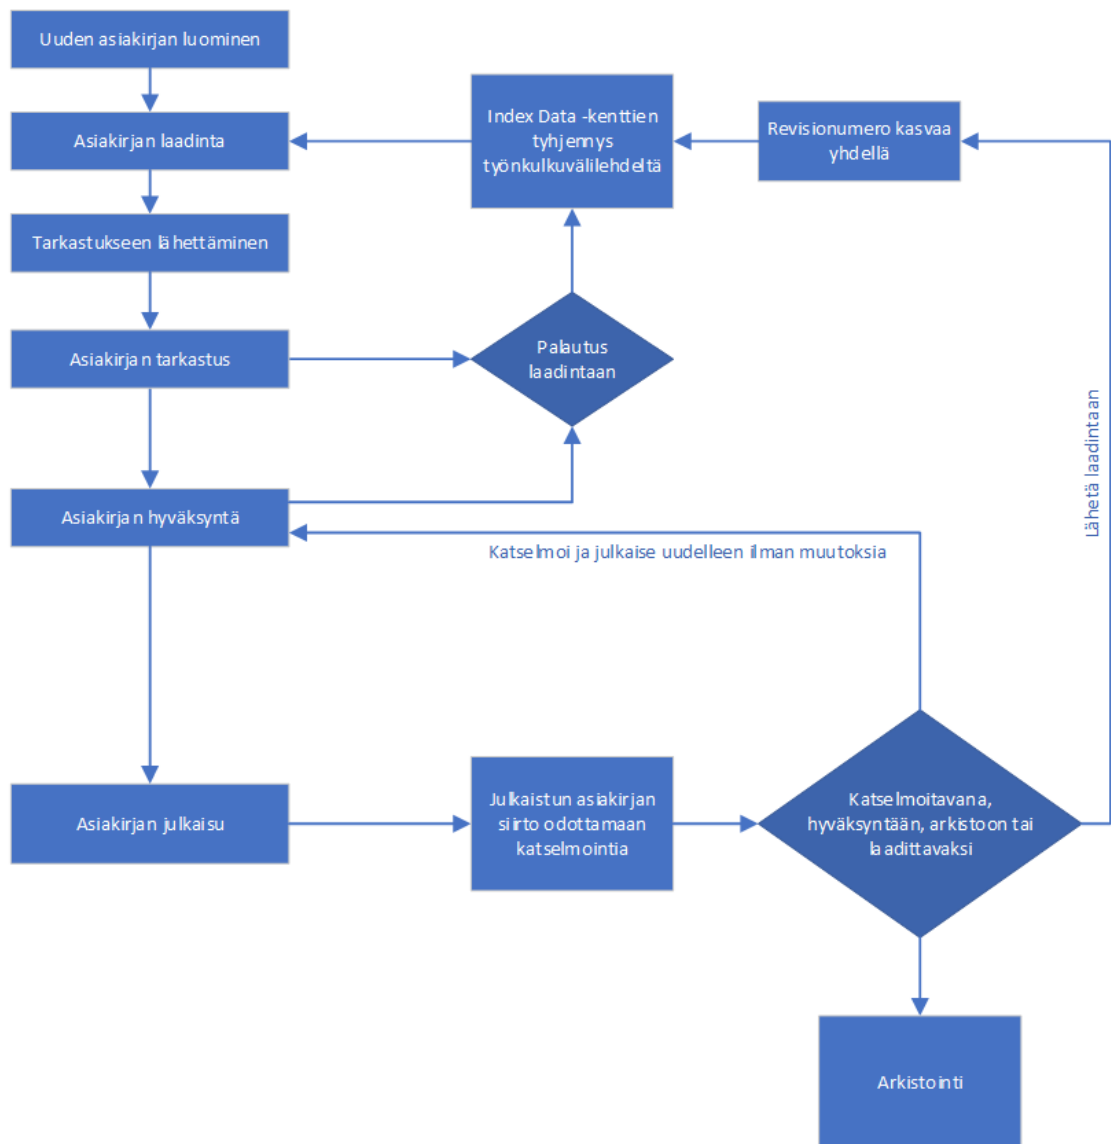 Uuden asiakirjan luominen
Asiakirjan laadinta
Index Data -kenttien
tyhjennys
työnkulkuvälilehdeltä
Revisionumero kasvaa
yhdellä
Tarkastukseen lähettäminen
Asiakirjan tarkastus
Palautus
laadintaan
Lähetä laadintaan
Asiakirjan hyväksyntä
Katselmoi ja julkaise uudelleen ilman muutoksia
Asiakirjan julkaisu
Julkaistun asiakirjan
siirto odottamaan
katselmointia
Katselmoitavana,
hyväksyntään, arkistoon tai
laadittavaksi
Arkistointi